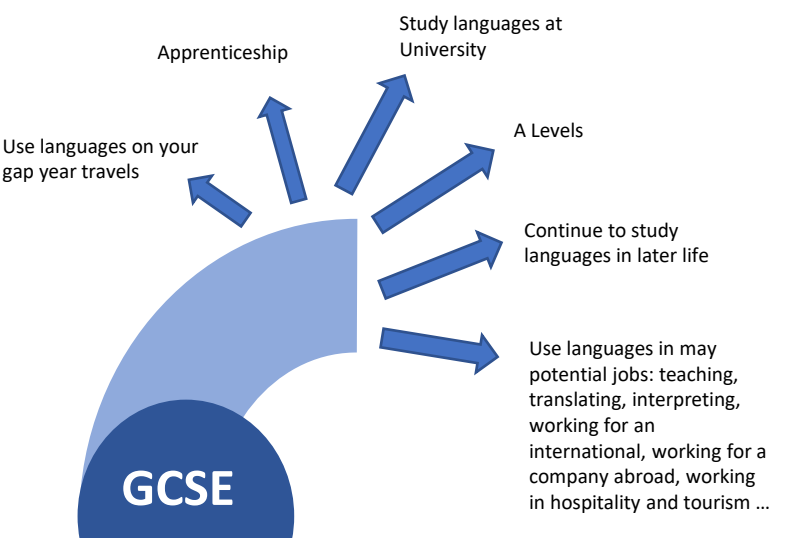 Study languages at
University
Apprenticeship
A Levels
Use languages on your
gap year travels
Continue to study
languages in later life
Use languages in may
potential jobs: teaching,
translating, interpreting,
working for an
international, working for a
company abroad, working
in hospitality and tourism ...
GCSE